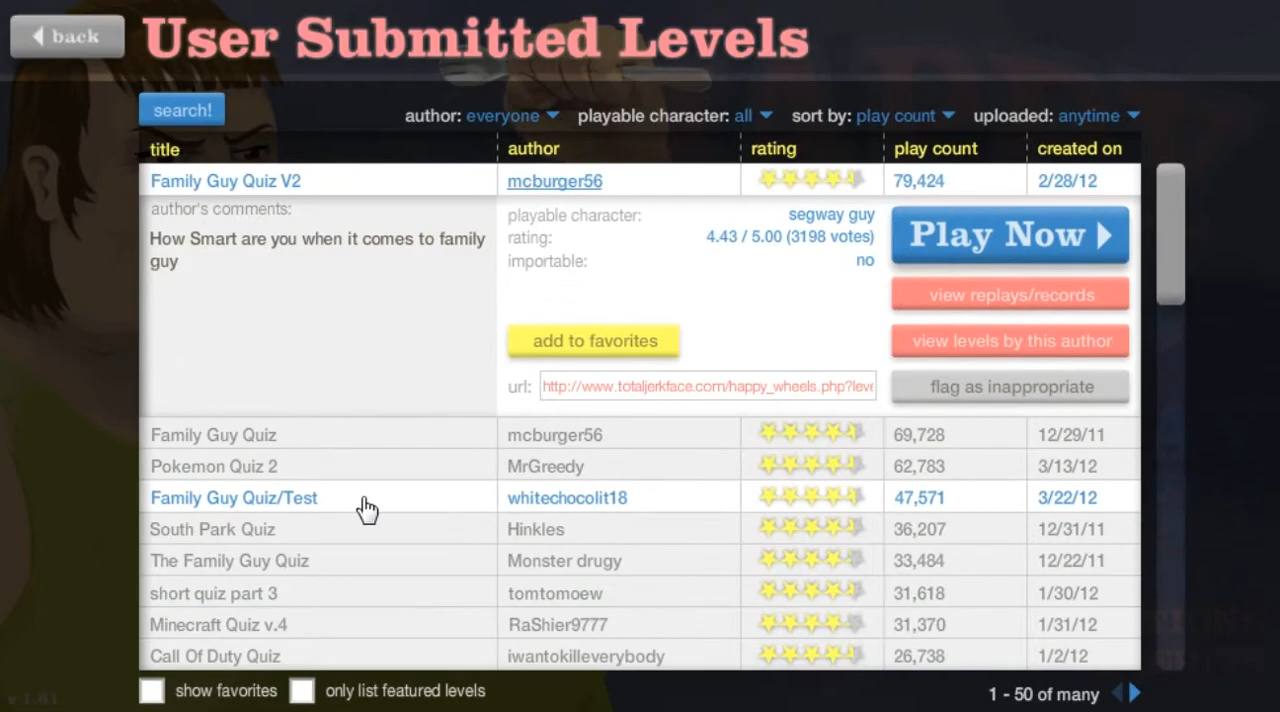 back
User Submitted Levels
search!
author: everyone playable character: all sort by: play count uploaded: anytime
title author rating play count created on
Family Guy Quiz V2 mcburger56 79,424 2/28/12
author's comments:
How Smart are you when it comes to family
guy
playable character: segway guy
rating: 4.43 / 5.00 (3198 votes)
importable: no
Play Now
view replays/records
add to favorites
view levels by this author
url: http://www.totaljerkface.com/happy_wheels.php?leve
flag as inappropriate
Family Guy Quiz mcburger56 69,728 12/29/11
Pokemon Quiz 2 MrGreedy 62,783 3/13/12
Family Guy Quiz/Test whitechocolit18 47,571 3/22/12
South Park Quiz Hinkles 36,207 12/31/11
The Family Guy Quiz Monster drugy 33,484 12/22/11
short quiz part 3 tomtomoew 31,618 1/30/12
Minecraft Quiz v.4 RaShier9777 31,370 1/31/12
Call Of Duty Quiz iwantokilleverybody 26,738 1/2/12
show favorites only list featured levels 1 - 50 of many
v 1.61